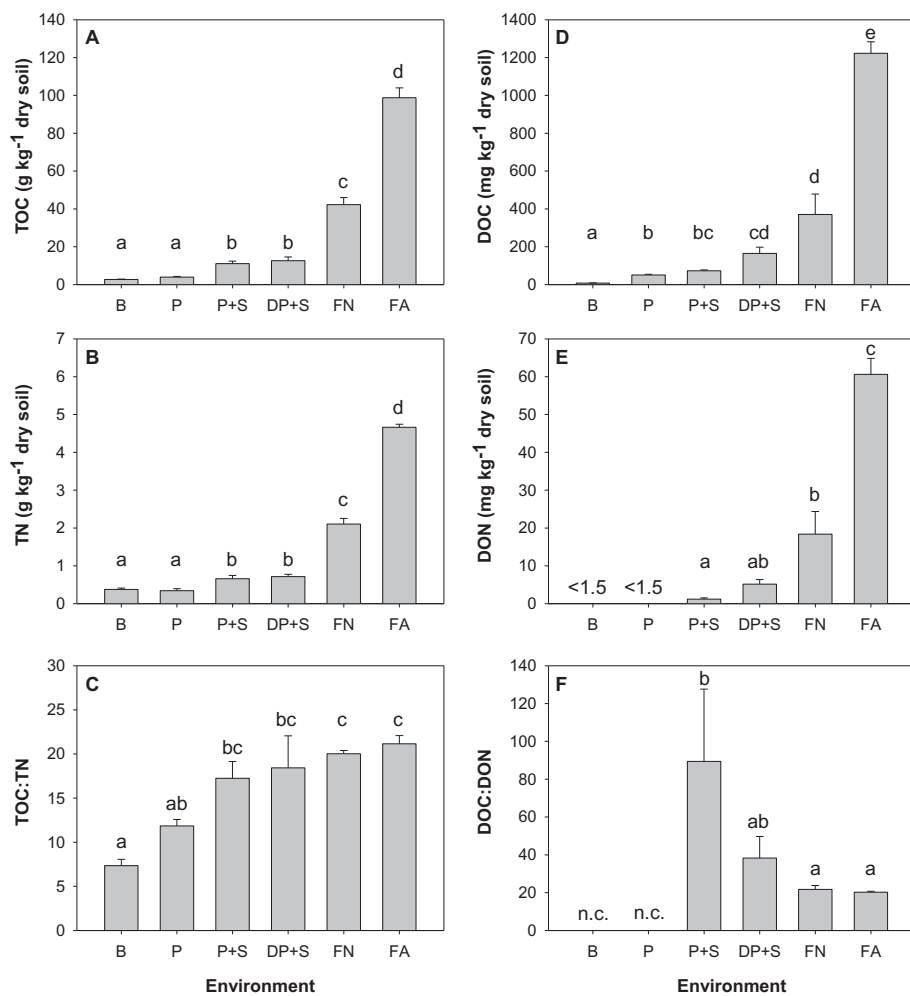 A
TOC (g kg⁻¹ dry soil)
140
120
100
80
60
40
20
0
a a b b c d
B P P+S DP+S FN FA
D
DOC (mg kg⁻¹ dry soil)
1400
1200
1000
800
600
400
200
0
a b bc cd d e
B P P+S DP+S FN FA
B
TN (g kg⁻¹ dry soil)
7
6
5
4
3
2
1
0
a a b b c d
B P P+S DP+S FN FA
E
DON (mg kg⁻¹ dry soil)
70
60
50
40
30
20
10
0
<1.5 <1.5 a ab b c
B P P+S DP+S FN FA
C
TOC:TN
30
25
20
15
10
5
0
a ab bc bc c c
B P P+S DP+S FN FA
Environment
F
DOC:DON
140
120
100
80
60
40
20
0
n.c. n.c. b ab a a
B P P+S DP+S FN FA
Environment